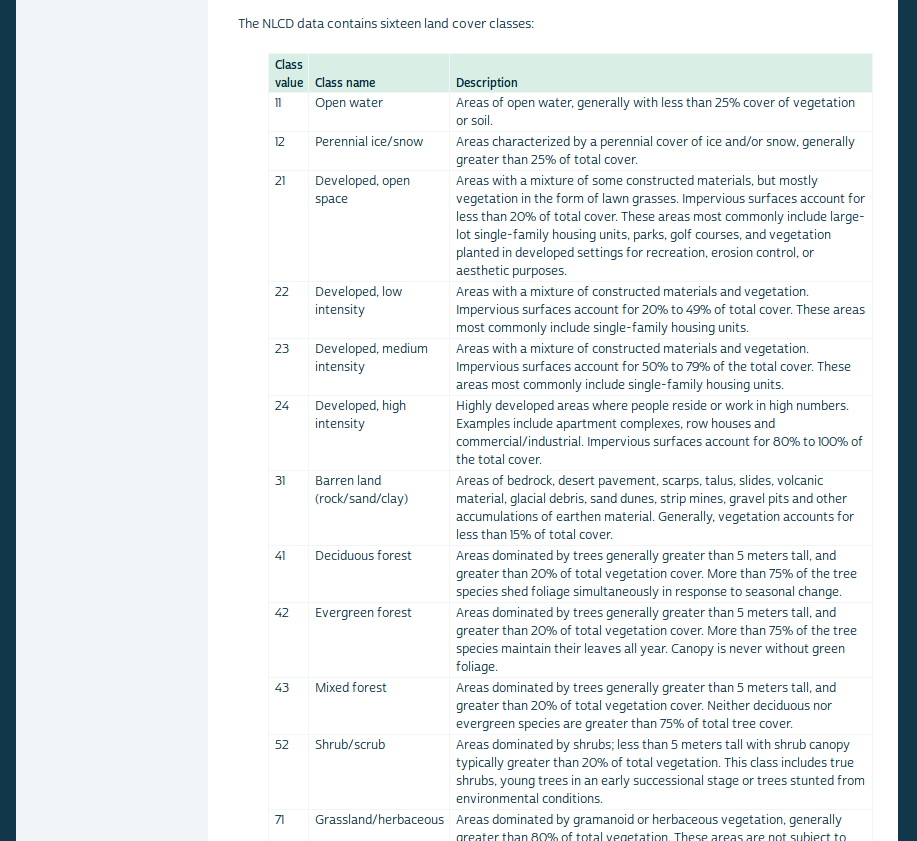 The NLCD data contains sixteen land cover classes:
Class value Class name Description
11 Open water Areas of open water, generally with less than 25% cover of vegetation
or soil.
12 Perennial ice/snow Areas characterized by a perennial cover of ice and/or snow, generally
greater than 25% of total cover.
21 Developed, open space Areas with a mixture of some constructed materials, but mostly
vegetation in the form of lawn grasses. Impervious surfaces account for
less than 20% of total cover. These areas most commonly include large-
lot single-family housing units, parks, golf courses, and vegetation
planted in developed settings for recreation, erosion control, or
aesthetic purposes.
22 Developed, low intensity Areas with a mixture of constructed materials and vegetation.
Impervious surfaces account for 20% to 49% of total cover. These areas
most commonly include single-family housing units.
23 Developed, medium intensity Areas with a mixture of constructed materials and vegetation.
Impervious surfaces account for 50% to 79% of the total cover. These
areas most commonly include single-family housing units.
24 Developed, high intensity Highly developed areas where people reside or work in high numbers.
Examples include apartment complexes, row houses and
commercial/industrial. Impervious surfaces account for 80% to 100% of
the total cover.
31 Barren land (rock/sand/clay) Areas of bedrock, desert pavement, scarps, talus, slides, volcanic
material, glacial debris, sand dunes, strip mines, gravel pits and other
accumulations of earthen material. Generally, vegetation accounts for
less than 15% of total cover.
41 Deciduous forest Areas dominated by trees generally greater than 5 meters tall, and
greater than 20% of total vegetation cover. More than 75% of the tree
species shed foliage simultaneously in response to seasonal change.
42 Evergreen forest Areas dominated by trees generally greater than 5 meters tall, and
greater than 20% of total vegetation cover. More than 75% of the tree
species maintain their leaves all year. Canopy is never without green
foliage.
43 Mixed forest Areas dominated by trees generally greater than 5 meters tall, and
greater than 20% of total vegetation cover. Neither deciduous nor
evergreen species are greater than 75% of total tree cover.
52 Shrub/scrub Areas dominated by shrubs; less than 5 meters tall with shrub canopy
typically greater than 20% of total vegetation. This class includes true
shrubs, young trees in an early successional stage or trees stunted from
environmental conditions.
71 Grassland/herbaceous Areas dominated by gramanoid or herbaceous vegetation, generally
greater than 80% of total vegetation. These areas are not subject to